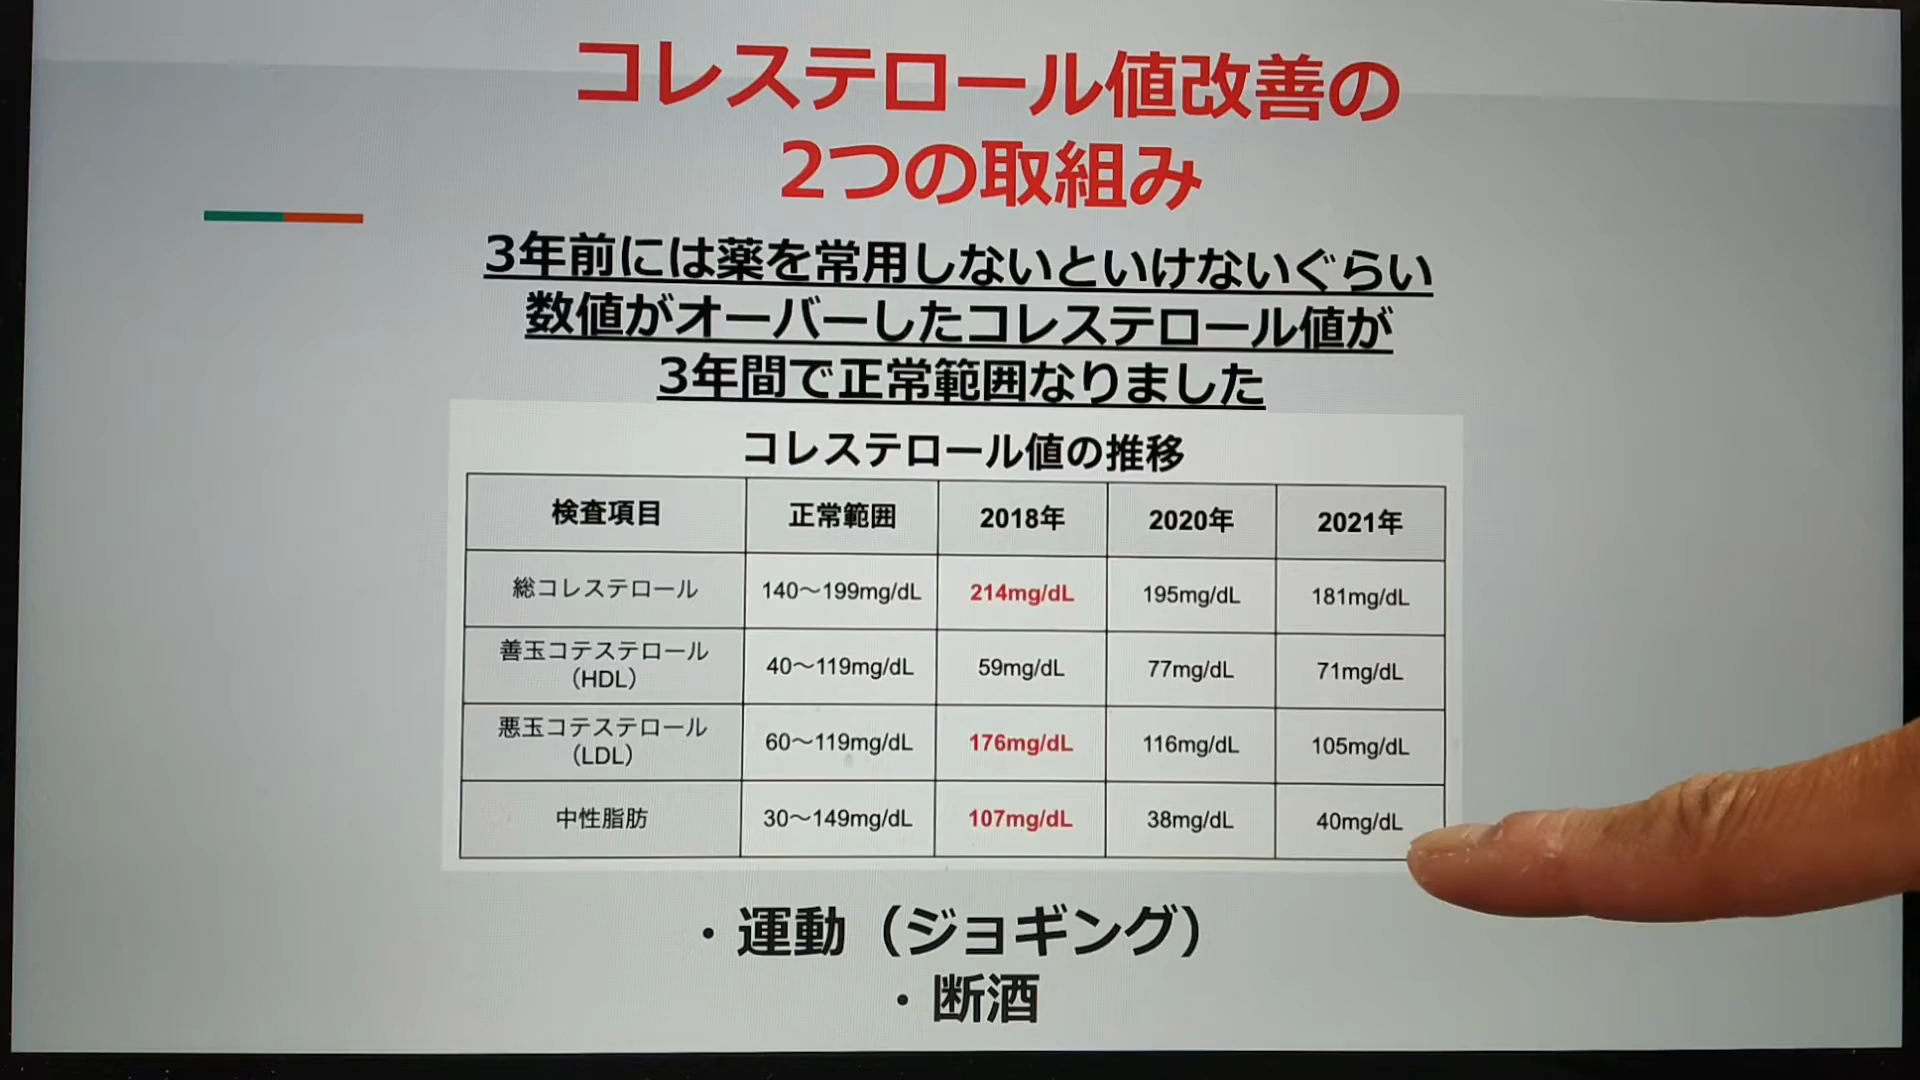 コレステロール値改善の
2つの取組み
3年前には薬を常用しないといけないぐらい
数値がオーバーしたコレステロール値が
3年間で正常範囲なりました
コレステロール値の推移
検査項目 正常範囲 2018年 2020年 2021年
総コレステロール 140〜199mg/dL 214mg/dL 195mg/dL 181mg/dL
善玉コテステロール
（HDL） 40〜119mg/dL 59mg/dL 77mg/dL 71mg/dL
悪玉コテステロール
（LDL） 60〜119mg/dL 176mg/dL 116mg/dL 105mg/dL
中性脂肪 30〜149mg/dL 107mg/dL 38mg/dL 40mg/dL
・運動（ジョギング）
・断酒